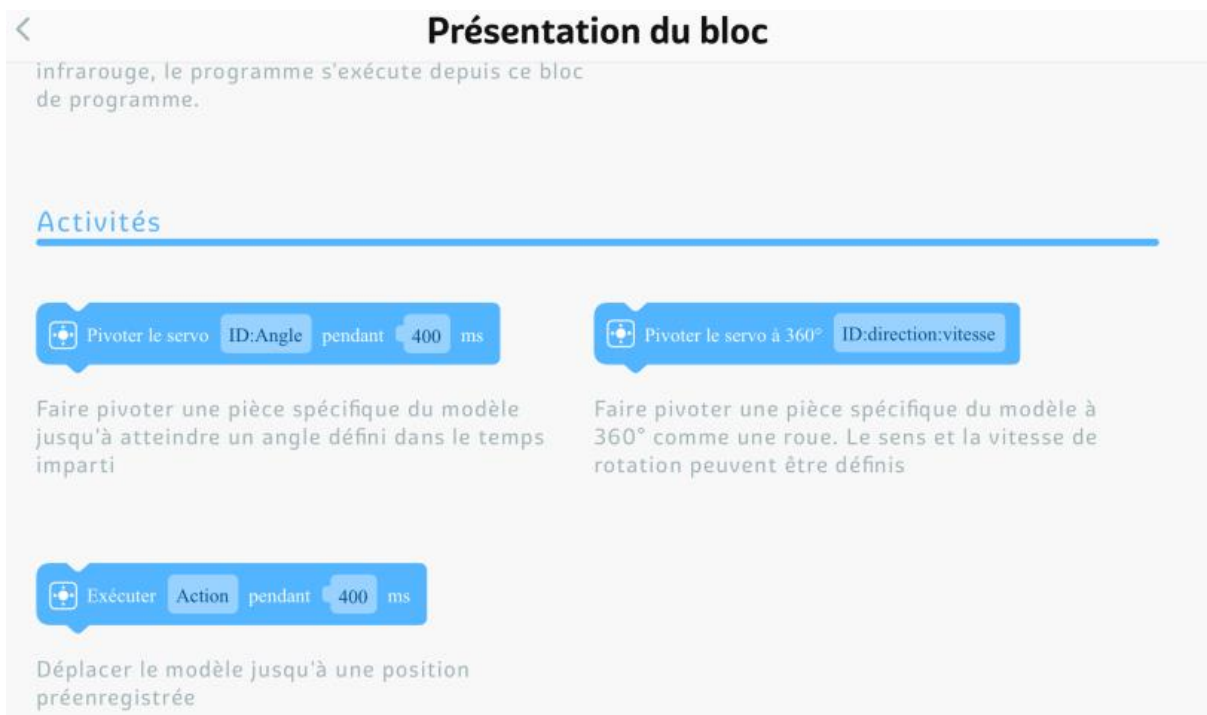 Présentation du bloc
infrarouge, le programme s'exécute depuis ce bloc
de programme.
Activités
Pivoter le servo ID:Angle pendant 400 ms
Faire pivoter une pièce spécifique du modèle
jusqu'à atteindre un angle défini dans le temps
imparti
Pivoter le servo à 360° ID:direction:vitesse
Faire pivoter une pièce spécifique du modèle à
360° comme une roue. Le sens et la vitesse de
rotation peuvent être définis
Exécuter Action pendant 400 ms
Déplacer le modèle jusqu'à une position
préenregistrée